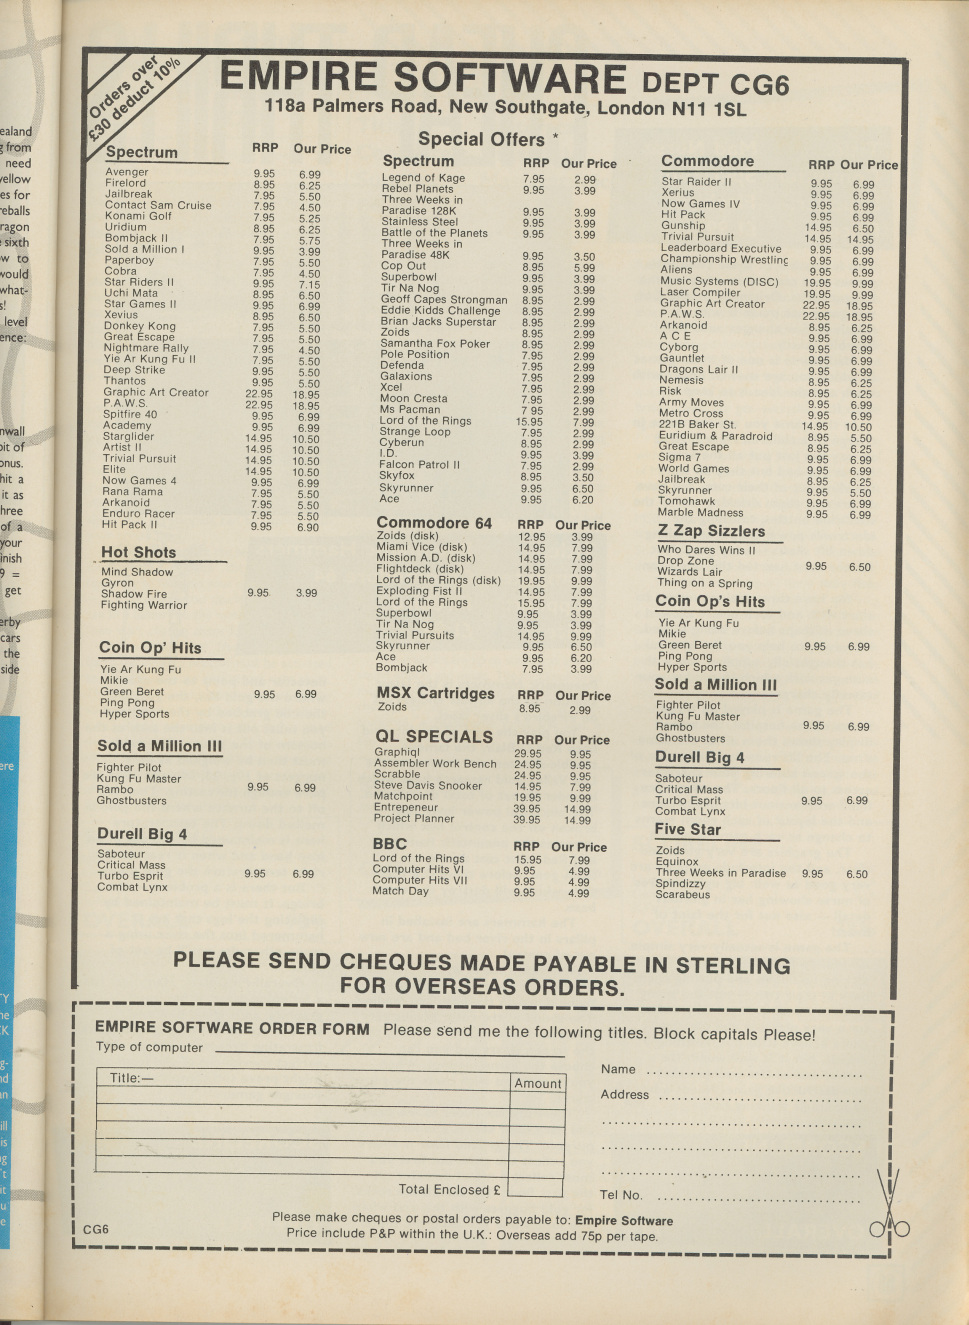 Orders over
£30 deduct 10%
EMPIRE SOFTWARE DEPT CG6
118a Palmers Road, New Southgate, London N11 1SL
Special Offers *
Spectrum RRP Our Price
Avenger 9.95 6.99
Firelord 8.95 6.25
Jailbreak 7.95 5.50
Contact Sam Cruise 7.95 4.50
Konami Golf 7.95 5.25
Uridium 8.95 6.25
Bombjack II 7.95 5.75
Sold a Million I 9.95 3.99
Paperboy 7.95 5.50
Cobra 7.95 4.50
Star Riders II 9.95 7.15
Uchi Mata 8.95 6.50
Star Games II 9.95 6.99
Xevius 8.95 6.50
Donkey Kong 7.95 5.50
Great Escape 7.95 5.50
Nightmare Rally 7.95 4.50
Yie Ar Kung Fu II 7.95 5.50
Deep Strike 9.95 5.50
Thantos 9.95 5.50
Graphic Art Creator 22.95 18.95
P.A.W.S. 22.95 18.95
Spitfire 40 9.95 6.99
Academy 9.95 6.99
Starglider 14.95 10.50
Artist II 14.95 10.50
Trivial Pursuit 14.95 10.50
Elite 14.95 10.50
Now Games 4 9.95 6.99
Rana Rama 7.95 5.50
Arkanoid 7.95 5.50
Enduro Racer 7.95 5.50
Hit Pack II 9.95 6.90
Hot Shots
Mind Shadow
Gyron
Shadow Fire 9.95 3.99
Fighting Warrior
Coin Op' Hits
Yie Ar Kung Fu
Mikie
Green Beret 9.95 6.99
Ping Pong
Hyper Sports
Sold a Million III
Fighter Pilot
Kung Fu Master
Rambo 9.95 6.99
Ghostbusters
Durell Big 4
Saboteur
Critical Mass
Turbo Esprit 9.95 6.99
Combat Lynx
Spectrum RRP Our Price
Legend of Kage 7.95 2.99
Rebel Planets 9.95 3.99
Three Weeks in
Paradise 128K 9.95 3.99
Stainless Steel 9.95 3.99
Battle of the Planets 9.95 3.99
Three Weeks in
Paradise 48K 9.95 3.50
Cop Out 8.95 5.99
Superbowl 9.95 3.99
Tir Na Nog 9.95 3.99
Geoff Capes Strongman 8.95 2.99
Eddie Kidds Challenge 8.95 2.99
Brian Jacks Superstar 8.95 2.99
Zoids 8.95 2.99
Samantha Fox Poker 8.95 2.99
Pole Position 7.95 2.99
Defenda 7.95 2.99
Galaxions 7.95 2.99
Xcel 7.95 2.99
Moon Cresta 7.95 2.99
Ms Pacman 7 95 2.99
Lord of the Rings 15.95 7.99
Strange Loop 7.95 2.99
Cyberun 8.95 2.99
I.D. 9.95 3.99
Falcon Patrol II 7.95 2.99
Skyfox 8.95 3.50
Skyrunner 9.95 6.50
Ace 9.95 6.20
Commodore 64 RRP Our Price
Zoids (disk) 12.95 3.99
Miami Vice (disk) 14.95 7.99
Mission A.D. (disk) 14.95 7.99
Flightdeck (disk) 14.95 7.99
Lord of the Rings (disk) 19.95 9.99
Exploding Fist II 14.95 7.99
Lord of the Rings 15.95 7.99
Superbowl 9.95 3.99
Tir Na Nog 9.95 3.99
Trivial Pursuits 14.95 9.99
Skyrunner 9.95 6.50
Ace 9.95 6.20
Bombjack 7.95 3.99
MSX Cartridges RRP Our Price
Zoids 8.95 2.99
QL SPECIALS RRP Our Price
Graphiql 29.95 9.95
Assembler Work Bench 24.95 9.95
Scrabble 24.95 9.95
Steve Davis Snooker 14.95 7.99
Matchpoint 19.95 9.99
Entrepeneur 39.95 14.99
Project Planner 39.95 14.99
BBC RRP Our Price
Lord of the Rings 15.95 7.99
Computer Hits VI 9.95 4.99
Computer Hits VII 9.95 4.99
Match Day 9.95 4.99
Commodore RRP Our Price
Star Raider II 9.95 6.99
Xerius 9.95 6.99
Now Games IV 9.95 6.99
Hit Pack 9.95 6.99
Gunship 14.95 6.50
Trivial Pursuit 14.95 14.95
Leaderboard Executive 9.95 6.99
Championship Wrestling 9.95 6.99
Aliens 9.95 6.99
Music Systems (DISC) 19.95 9.99
Laser Compiler 19.95 9.99
Graphic Art Creator 22.95 18.95
P.A.W.S. 22.95 18.95
Arkanoid 8.95 6.25
A C E 9.95 6.99
Cyborg 9.95 6.99
Gauntlet 9.95 6.99
Dragons Lair II 9.95 6.99
Nemesis 8.95 6.25
Risk 8.95 6.25
Army Moves 9.95 6.99
Metro Cross 9.95 6.99
221B Baker St. 14.95 10.50
Euridium & Paradroid 8.95 5.50
Great Escape 8.95 6.25
Sigma 7 9.95 6.99
World Games 9.95 6.99
Jailbreak 8.95 6.25
Skyrunner 9.95 5.50
Tomohawk 9.95 6.99
Marble Madness 9.95 6.99
Z Zap Sizzlers
Who Dares Wins II
Drop Zone
Wizards Lair 9.95 6.50
Thing on a Spring
Coin Op's Hits
Yie Ar Kung Fu
Mikie
Green Beret 9.95 6.99
Ping Pong
Hyper Sports
Sold a Million III
Fighter Pilot
Kung Fu Master
Rambo 9.95 6.99
Ghostbusters
Durell Big 4
Saboteur
Critical Mass
Turbo Esprit 9.95 6.99
Combat Lynx
Five Star
Zoids
Equinox
Three Weeks in Paradise 9.95 6.50
Spindizzy
Scarabeus
PLEASE SEND CHEQUES MADE PAYABLE IN STERLING
FOR OVERSEAS ORDERS.
EMPIRE SOFTWARE ORDER FORM Please send me the following titles. Block capitals Please!
Type of computer
Title:—
Amount
Total Enclosed £
Name
Address
Tel No.
Please make cheques or postal orders payable to: Empire Software
Price include P&P within the U.K.: Overseas add 75p per tape.
CG6